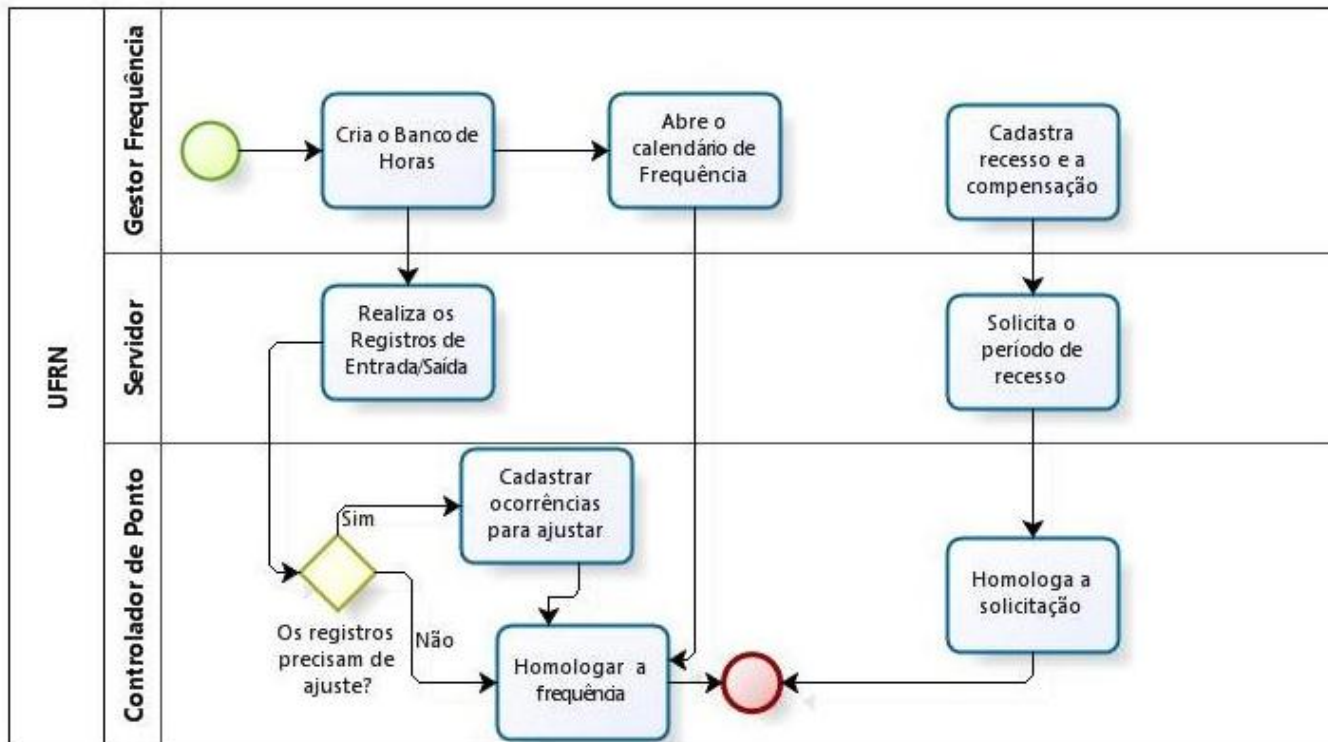 UFRN
Gestor Frequência
Cria o Banco de
Horas
Abre o
calendário de
Frequência
Cadastra
recesso e a
compensação
Servidor
Realiza os
Registros de
Entrada/Saída
Solicita o
período de
recesso
Controlador de Ponto
Cadastrar
ocorrências
para ajustar
Sim
Os registros
precisam de
ajuste?
Não
Homologar a
frequência
Homologa a
solicitação